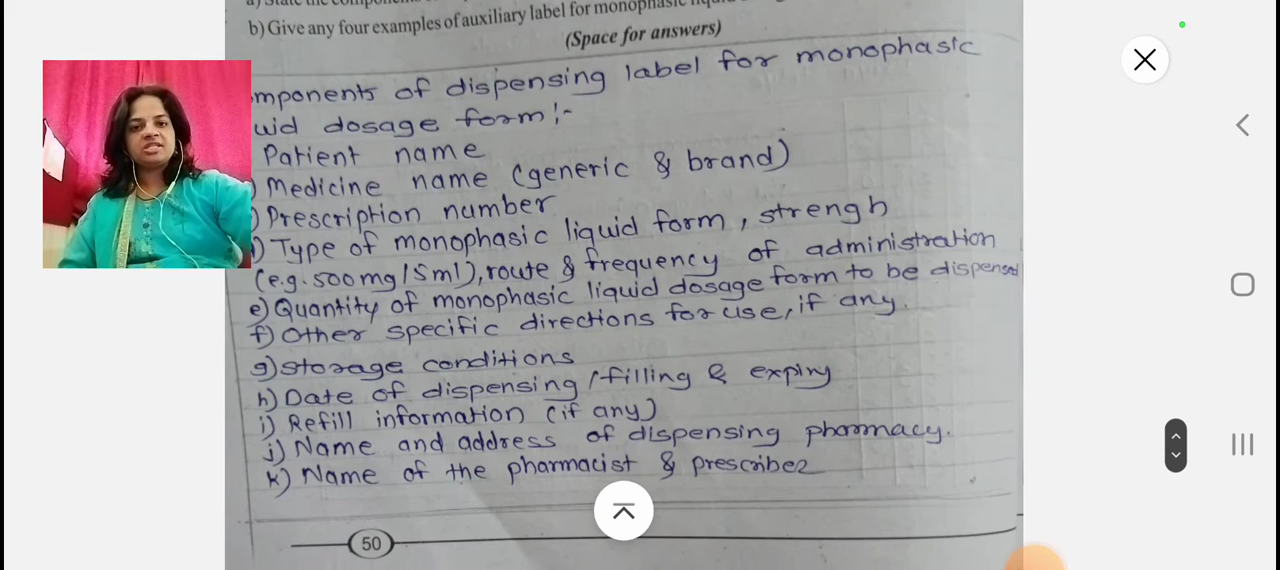 b) Give any four examples of auxiliary label for monophasic
(Space for answers)
mponents of dispensing label for monophasic
uid dosage form :-
Patient name
) Medicine name (generic & brand)
) Prescription number
) Type of monophasic liquid form, strengh
(e.g. 500mg/5ml), route & frequency of administration
e) Quantity of monophasic liquid dosage form to be dispensed
f) Other specific directions for use, if any.
g) Storage conditions
h) Date of dispensing / filling & expiry
i) Refill information (if any)
j) Name and address of dispensing pharmacy.
k) Name of the pharmacist & prescriber
50